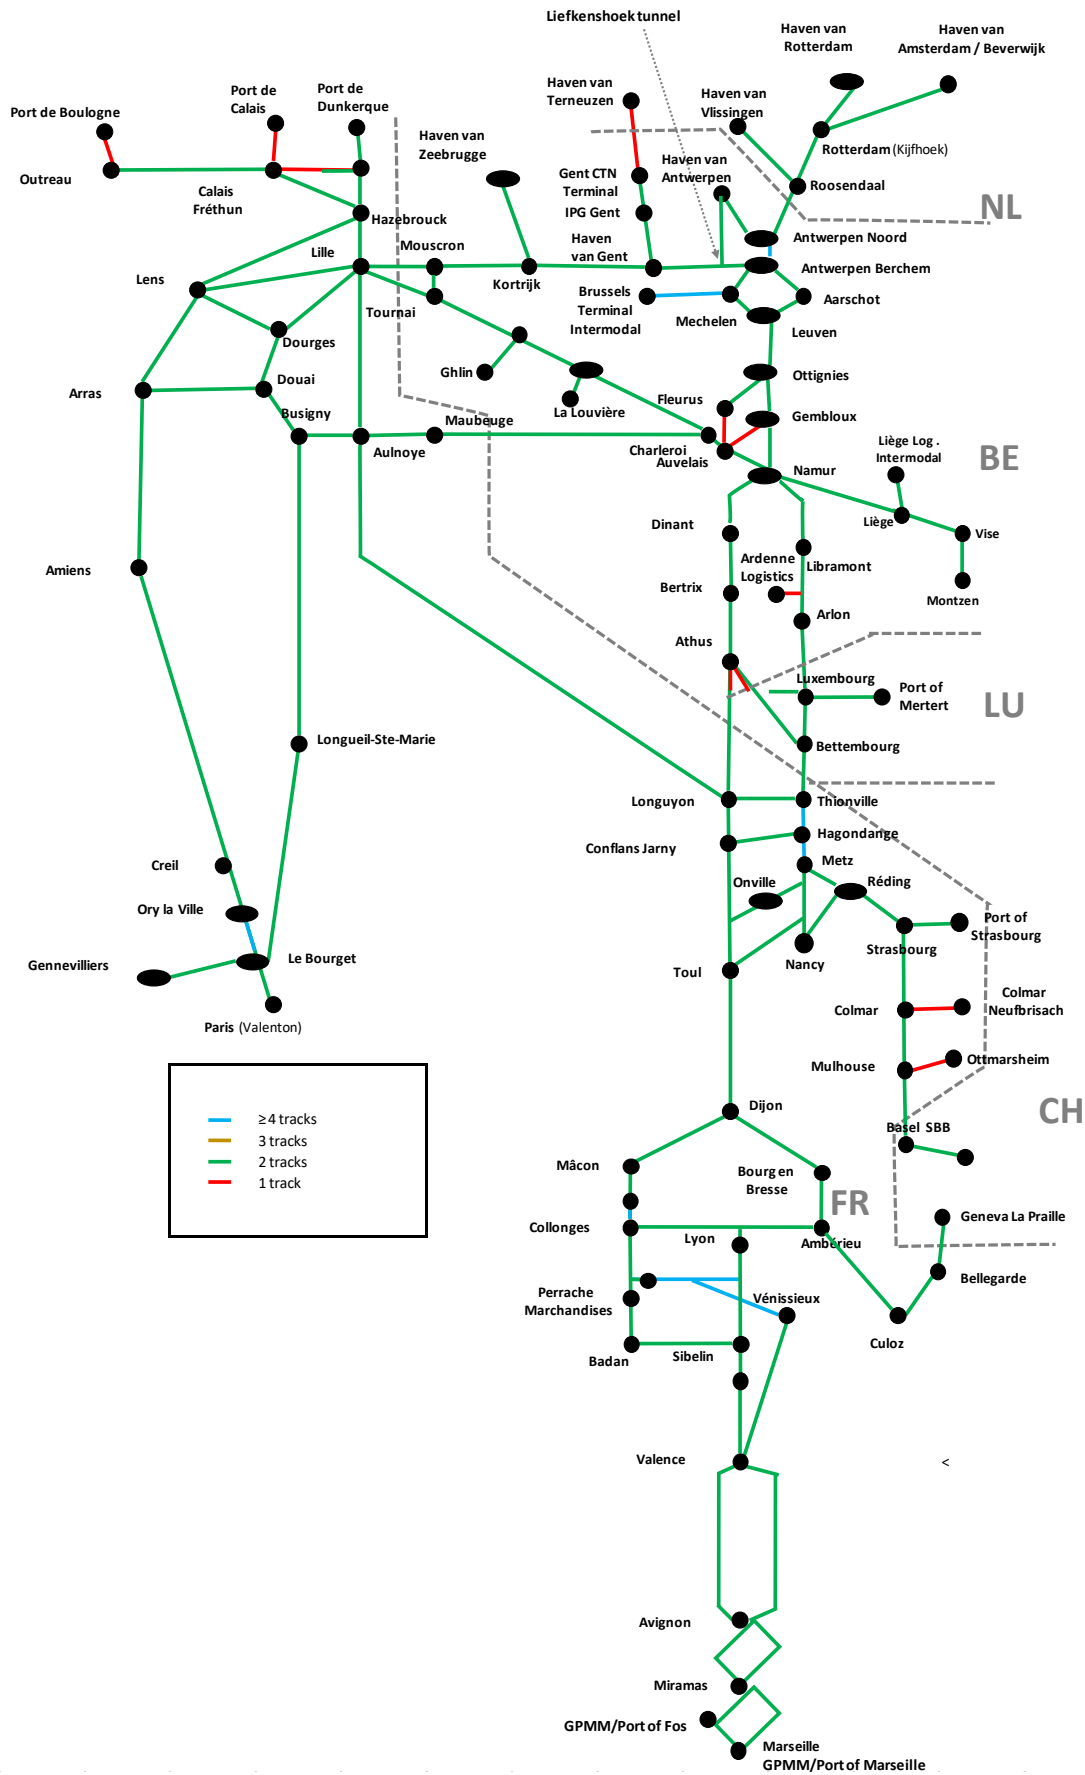 Liefkenshoek tunnel
Haven van
Rotterdam
Haven van
Amsterdam / Beverwijk
Port de Boulogne
Port de
Calais
Port de
Dunkerque
Haven van
Terneuzen
Haven van
Vlissingen
Haven van
Zeebrugge
Rotterdam (Kijfhoek)
Outreau
Calais
Fréthun
Gent CTN
Terminal
Haven van
Antwerpen
Roosendaal
NL
IPG Gent
Hazebrouck
Lille
Mouscron
Haven
van Gent
Antwerpen Noord
Antwerpen Berchem
Lens
Kortrijk
Brussels
Terminal
Intermodal
Aarschot
Tournai
Mechelen
Leuven
Dourges
Ghlin
Ottignies
Arras
Douai
Fleurus
La Louvière
Busigny
Maubeuge
Gembloux
Aulnoye
Charleroi
Auvelais
Liège Log .
Intermodal
BE
Namur
Dinant
Liège
Vise
Amiens
Ardenne
Logistics
Libramont
Bertrix
Montzen
Arlon
Athus
Luxembourg
Port of
Mertert
LU
Longueil-Ste-Marie
Bettembourg
Longuyon
Thionville
Hagondange
Conflans Jarny
Metz
Creil
Onville
Réding
Ory la Ville
Port of
Strasbourg
Strasbourg
Le Bourget
Gennevilliers
Nancy
Toul
Colmar
Neufbrisach
Colmar
Paris (Valenton)
Ottmarsheim
Mulhouse
≥4 tracks
3 tracks
2 tracks
1 track
Dijon
CH
Basel SBB
Mâcon
Bourg en
Bresse
FR
Collonges
Lyon
Ambérieu
Geneva La Praille
Bellegarde
Perrache
Marchandises
Vénissieux
Culoz
Badan
Sibelin
Valence
<
Avignon
Miramas
GPMM/Port of Fos
Marseille
GPMM/Port of Marseille